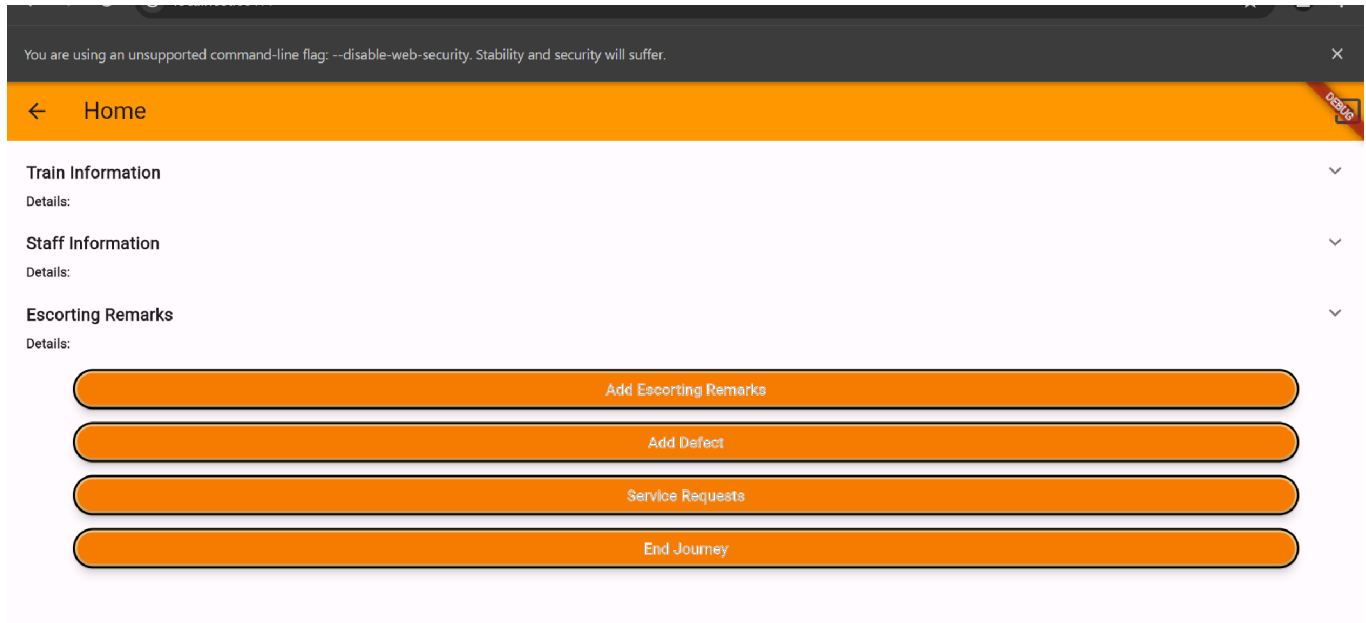 You are using an unsupported command-line flag: --disable-web-security. Stability and security will suffer.
Home
DEBUG
Train Information
Details:
Staff Information
Details:
Escorting Remarks
Details:
Add Escorting Remarks
Add Defect
Service Requests
End Journey